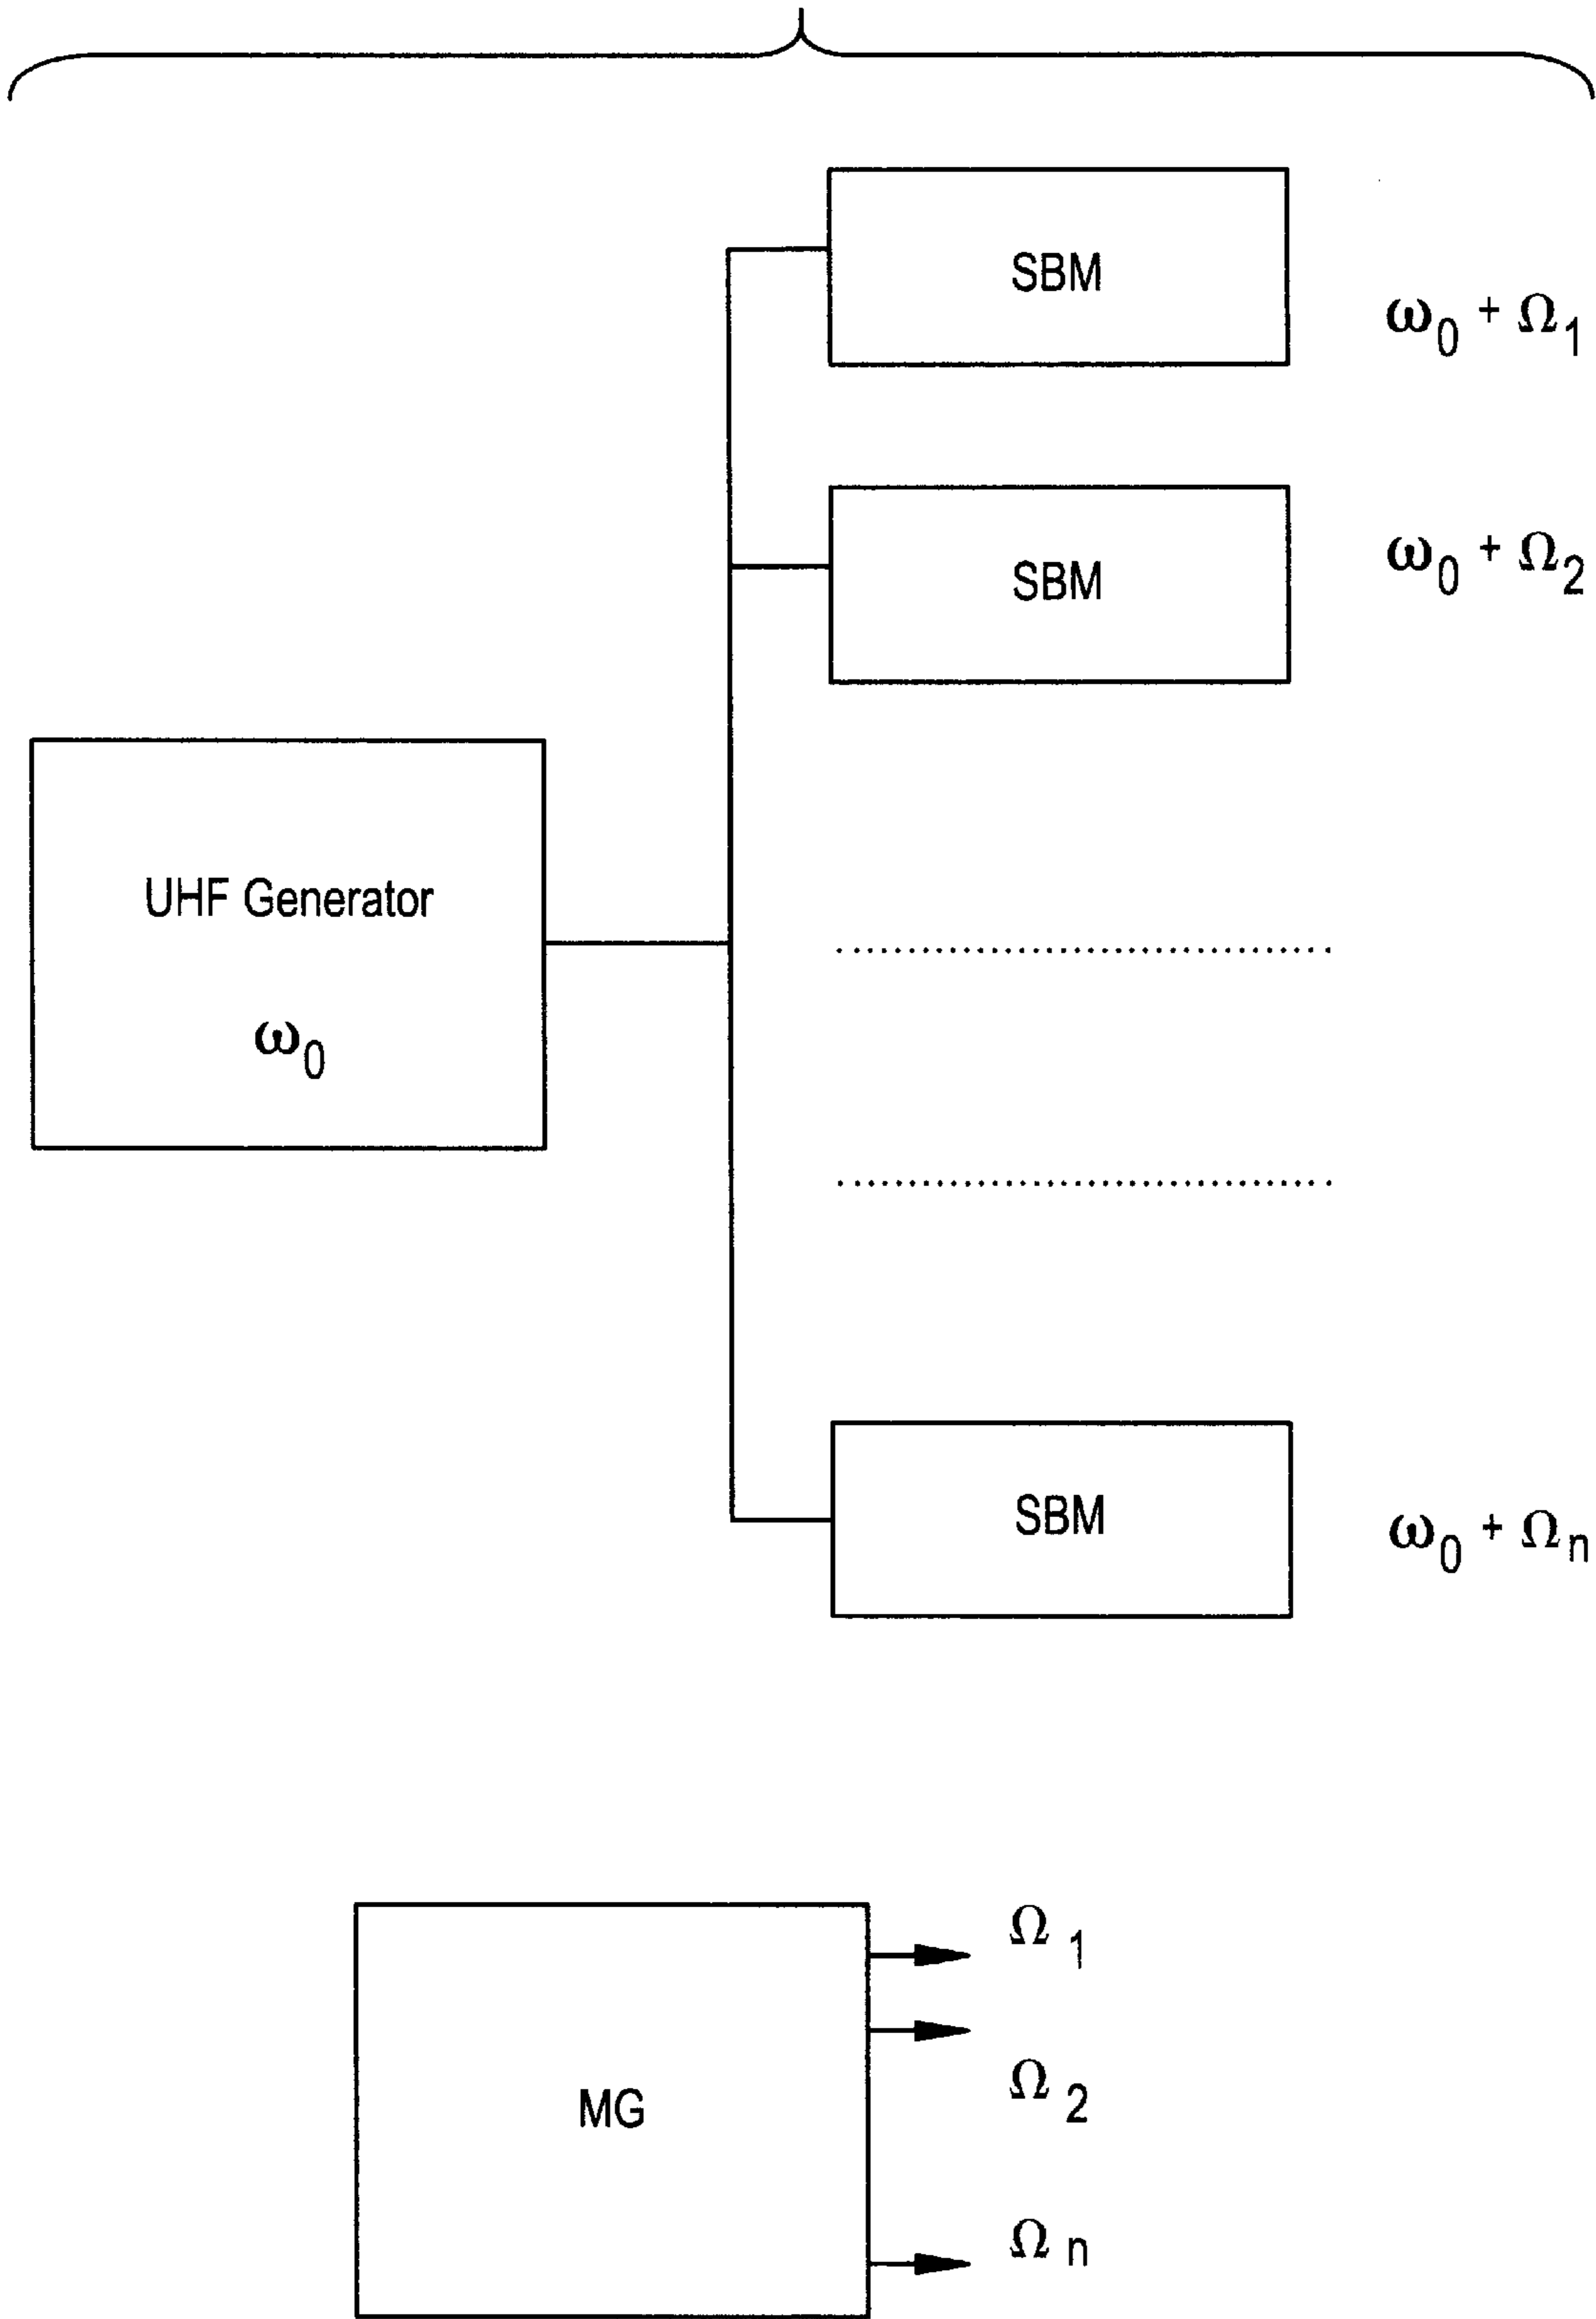 SBM
ω0 + Ω1
SBM
ω0 + Ω2
UHF Generator
ω0
SBM
ω0 + Ωn
Ω 1
MG
Ω 2
Ω n